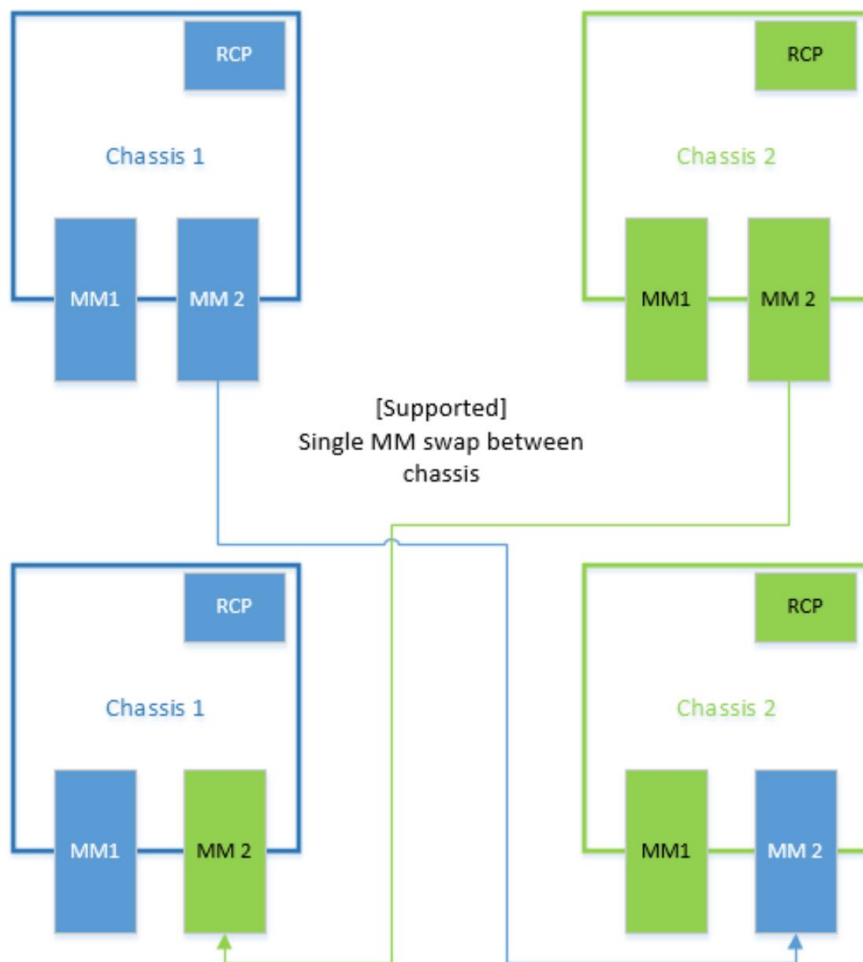 RCP
RCP
Chassis 1
Chassis 2
MM1
MM 2
MM1
MM 2
[Supported]
Single MM swap between
chassis
RCP
RCP
Chassis 1
Chassis 2
MM1
MM 2
MM1
MM 2